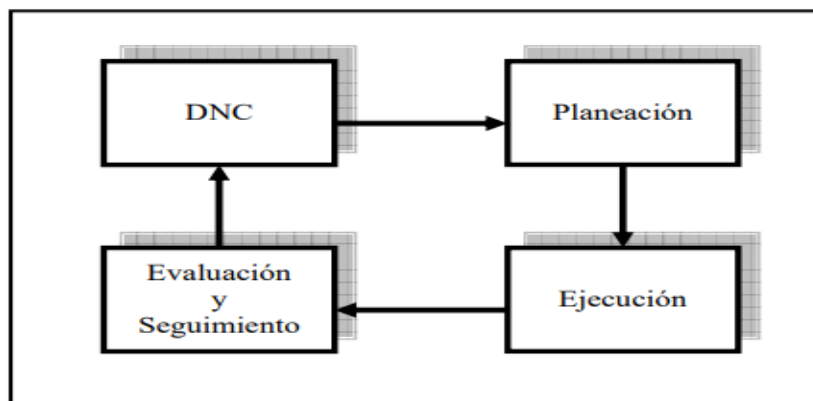 DNC
Planeación
Evaluación
y
Seguimiento
Ejecución